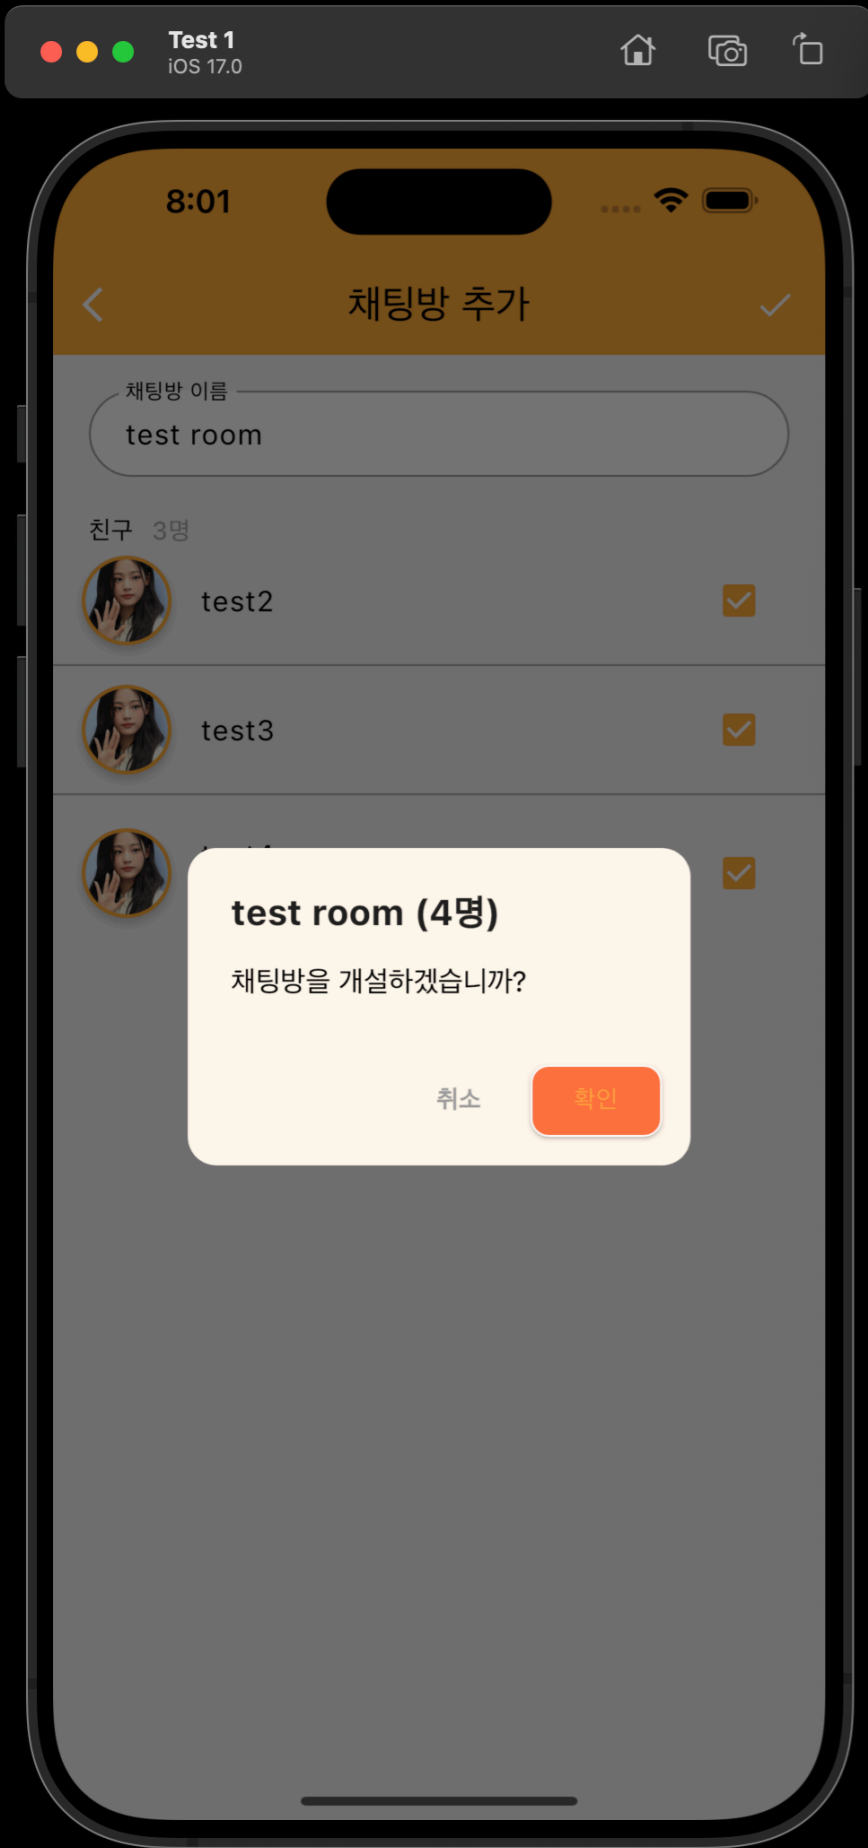 Test 1
iOS 17.0
8:01
채팅방 추가
채팅방 이름
test room
친구 3명
test2
test3
test room (4명)
채팅방을 개설하겠습니까?
취소 확인